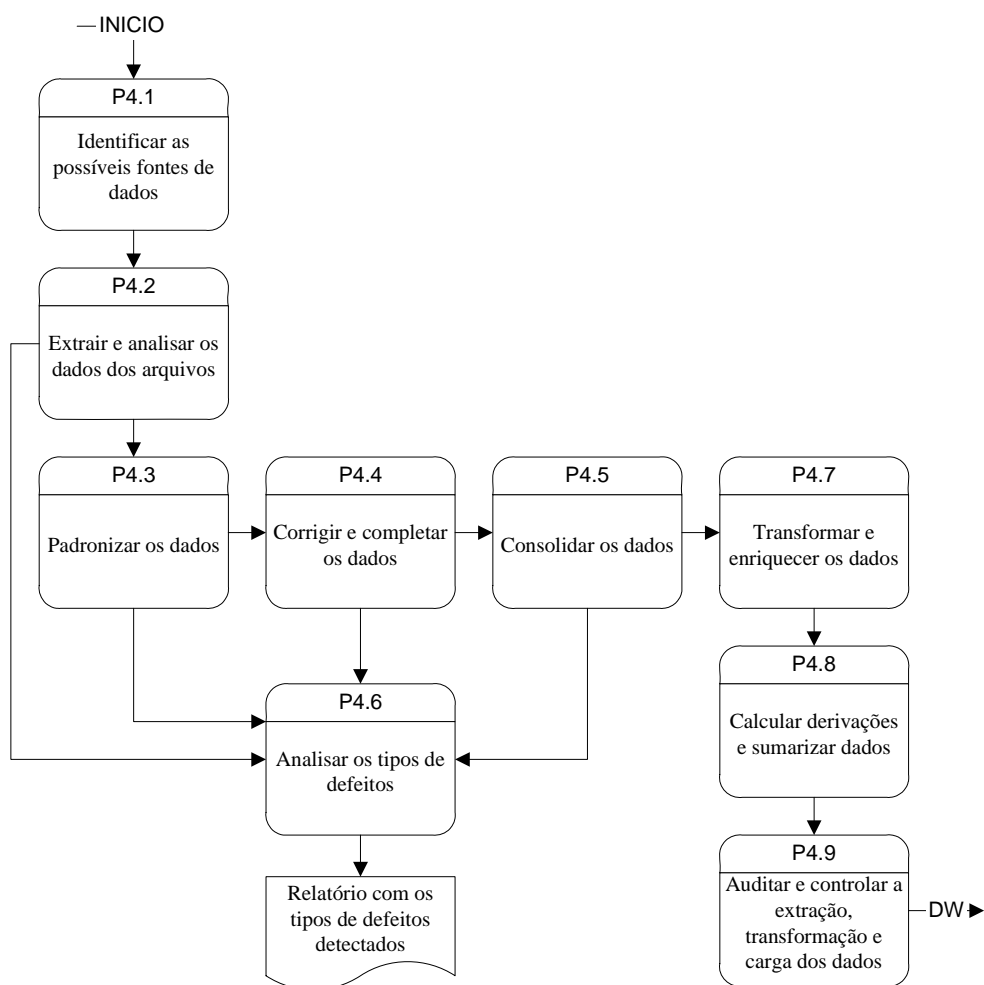 INICIO
P4.1
Identificar as
possíveis fontes de
dados
P4.2
Extrair e analisar os
dados dos arquivos
P4.3
Padronizar os dados
P4.4
Corrigir e completar
os dados
P4.5
Consolidar os dados
P4.7
Transformar e
enriquecer os dados
P4.6
Analisar os tipos de
defeitos
P4.8
Calcular derivações
e sumarizar dados
Relatório com os
tipos de defeitos
detectados
P4.9
Auditar e controlar a
extração,
transformação e
carga dos dados
DW